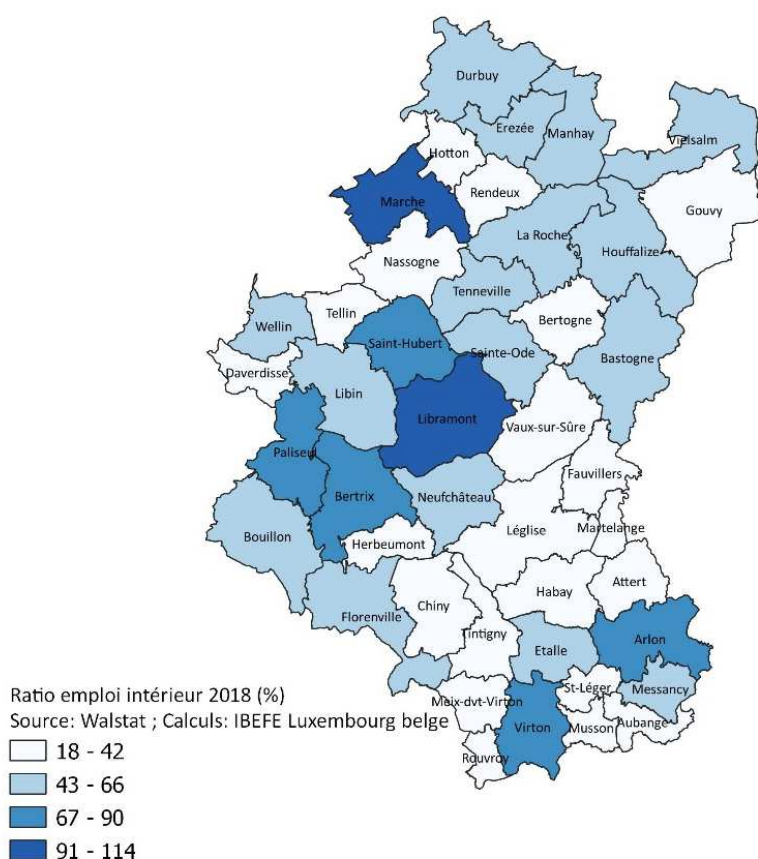 Durbuy
Erezée
Manhay
Vielsalm
Hotton
Rendeux
Marche
Gouvy
La Roche
Houffalize
Nassogne
Tenneville
Tellin
Bertogne
Wellin
Saint-Hubert
Sainte-Ode
Bastogne
Daverdisse
Libin
Libramont
Vaux-sur-Sûre
Paliseul
Fauvillers
Bertrix
Neufchâteau
Martelange
Bouillon
Herbeumont
Léglise
Attert
Habay
Chiny
Florenville
Tintigny
Arlon
Etalle
St-Léger
Messancy
Meix-dvt-Virton
Aubange
Virton
Musson
Rouvroy
Ratio emploi intérieur 2018 (%)
Source: Walstat ; Calculs: IBEFE Luxembourg belge
18 - 42
43 - 66
67 - 90
91 - 114